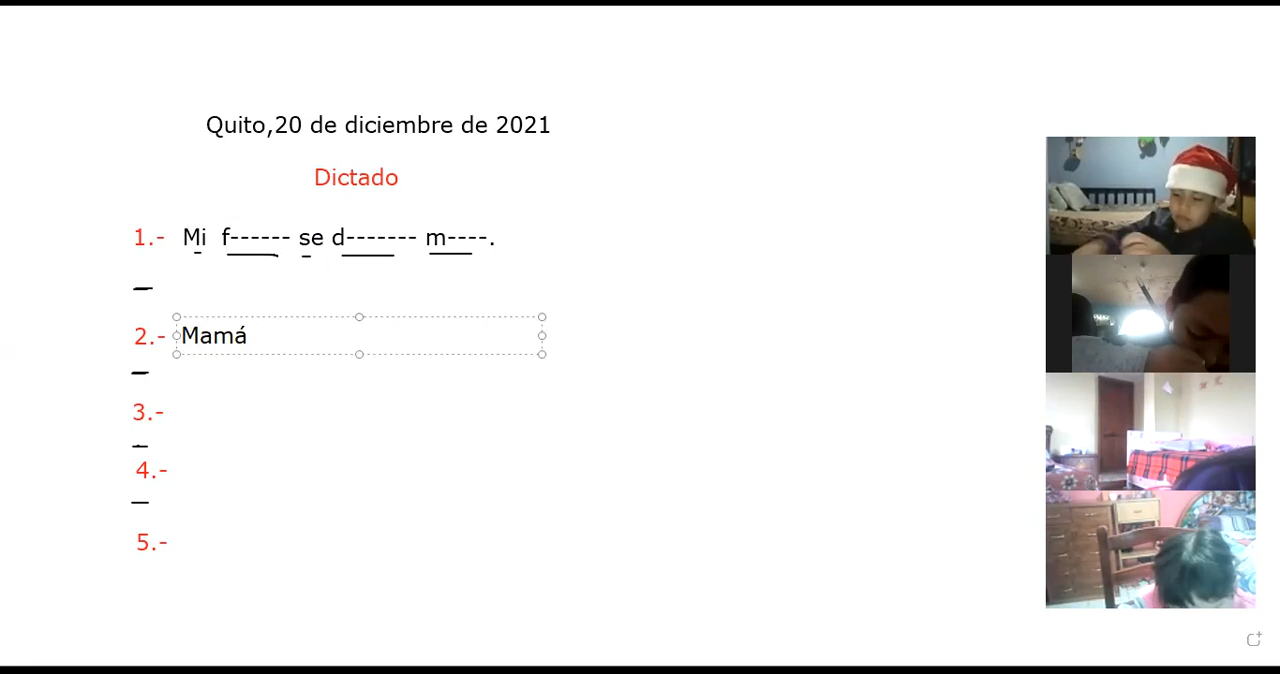 Quito,20 de diciembre de 2021
Dictado
1.- Mi f------ se d------- m----.
2.- Mamá
3.-
4.-
5.-